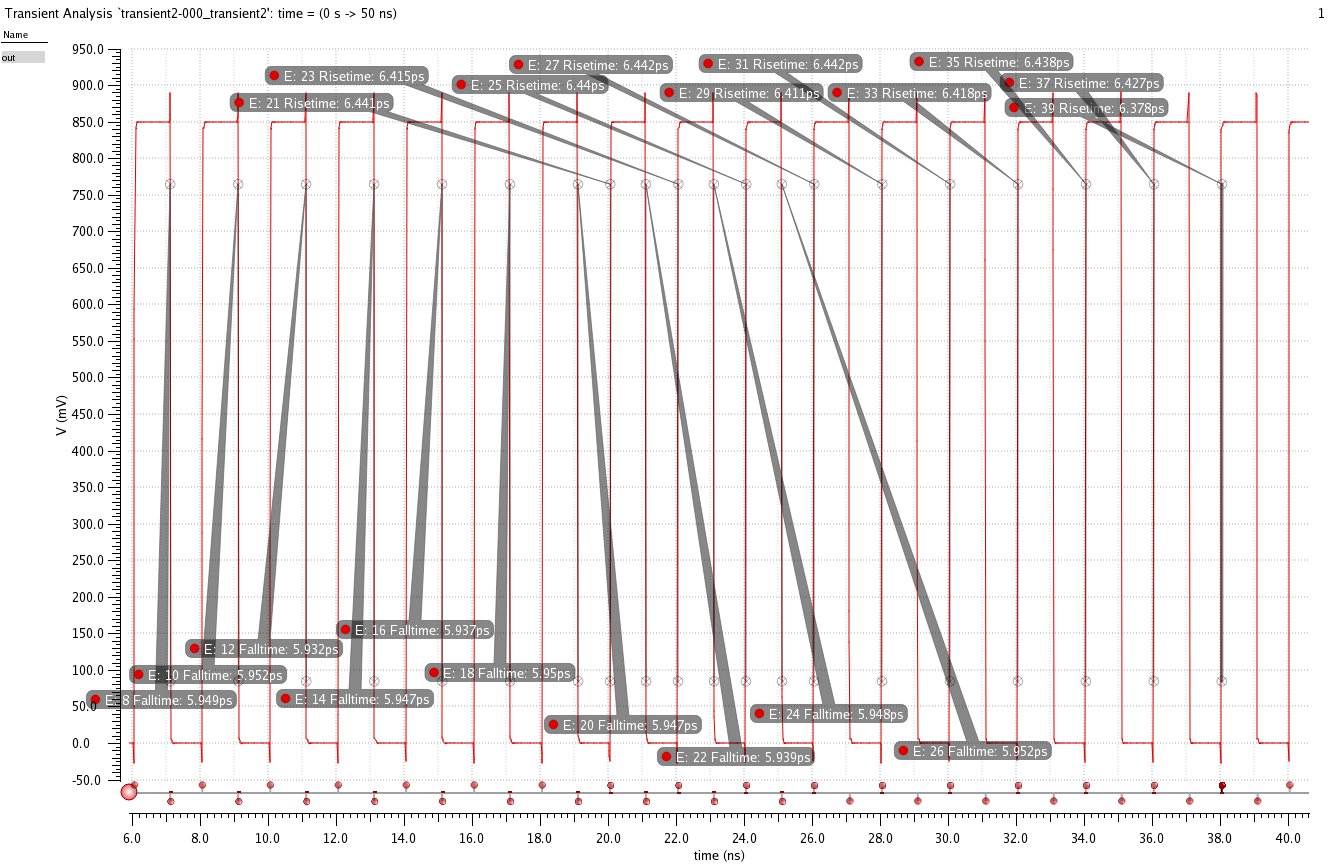 Transient Analysis `transient2-000_transient2': time = (0 s -> 50 ns)
1
Name
out
950.0
900.0
850.0
800.0
750.0
700.0
650.0
600.0
550.0
500.0
450.0
400.0
350.0
300.0
250.0
200.0
150.0
100.0
50.0
0.0
-50.0
V (mV)
E: 27 Risetime: 6.442ps
E: 31 Risetime: 6.442ps
E: 35 Risetime: 6.438ps
E: 23 Risetime: 6.415ps
E: 25 Risetime: 6.44ps
E: 37 Risetime: 6.427ps
E: 29 Risetime: 6.411ps
E: 33 Risetime: 6.418ps
E: 21 Risetime: 6.441ps
E: 39 Risetime: 6.378ps
E: 16 Falltime: 5.937ps
E: 12 Falltime: 5.932ps
E: 10 Falltime: 5.952ps
E: 18 Falltime: 5.95ps
E: 8 Falltime: 5.949ps
E: 14 Falltime: 5.947ps
E: 24 Falltime: 5.948ps
E: 20 Falltime: 5.947ps
E: 26 Falltime: 5.952ps
E: 22 Falltime: 5.939ps
6.0 8.0 10.0 12.0 14.0 16.0 18.0 20.0 22.0 24.0 26.0 28.0 30.0 32.0 34.0 36.0 38.0 40.0
time (ns)